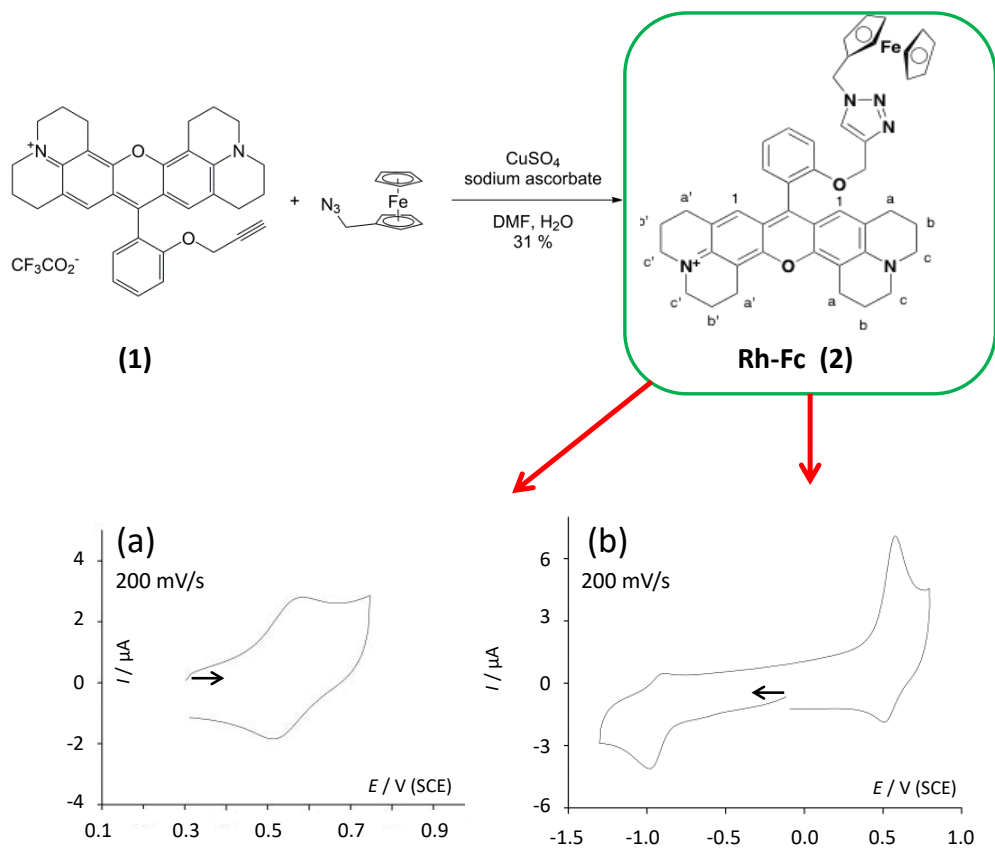 O
+N
N
O
CF₃CO₂⁻
(1)
+
N₃
Fe
CuSO₄
sodium ascorbate
DMF, H₂O
31 %
Fe
N
N
N
O
a'
1
1
a
b'
b
c'
N⁺
O
N
c
c'
a'
a
c
b'
b
Rh-Fc (2)
(a)
200 mV/s
I / µA
4
2
0
-2
-4
E / V (SCE)
0.1
0.3
0.5
0.7
0.9
(b)
200 mV/s
I / µA
6
3
0
-3
-6
E / V (SCE)
-1.5
-1.0
-0.5
0.0
0.5
1.0